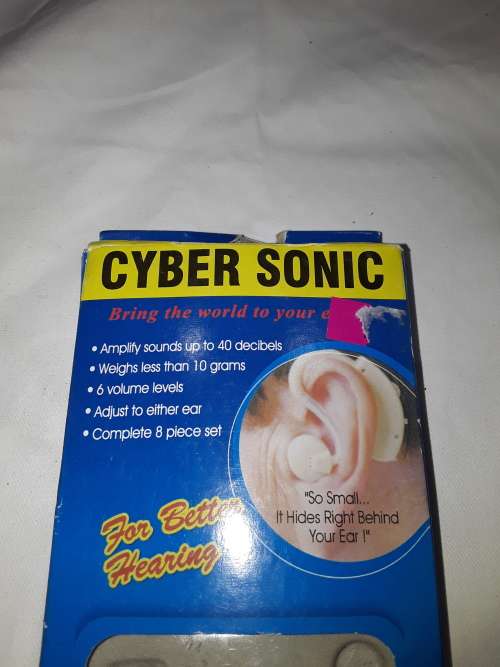 CYBER SONIC
Bring the world to your
• Amplify sounds up to 40 decibels
• Weighs less than 10 grams
• 6 volume levels
• Adjust to either ear
• Complete 8 piece set
"So Small...
It Hides Right Behind
Your Ear !"
For Better
Hearing